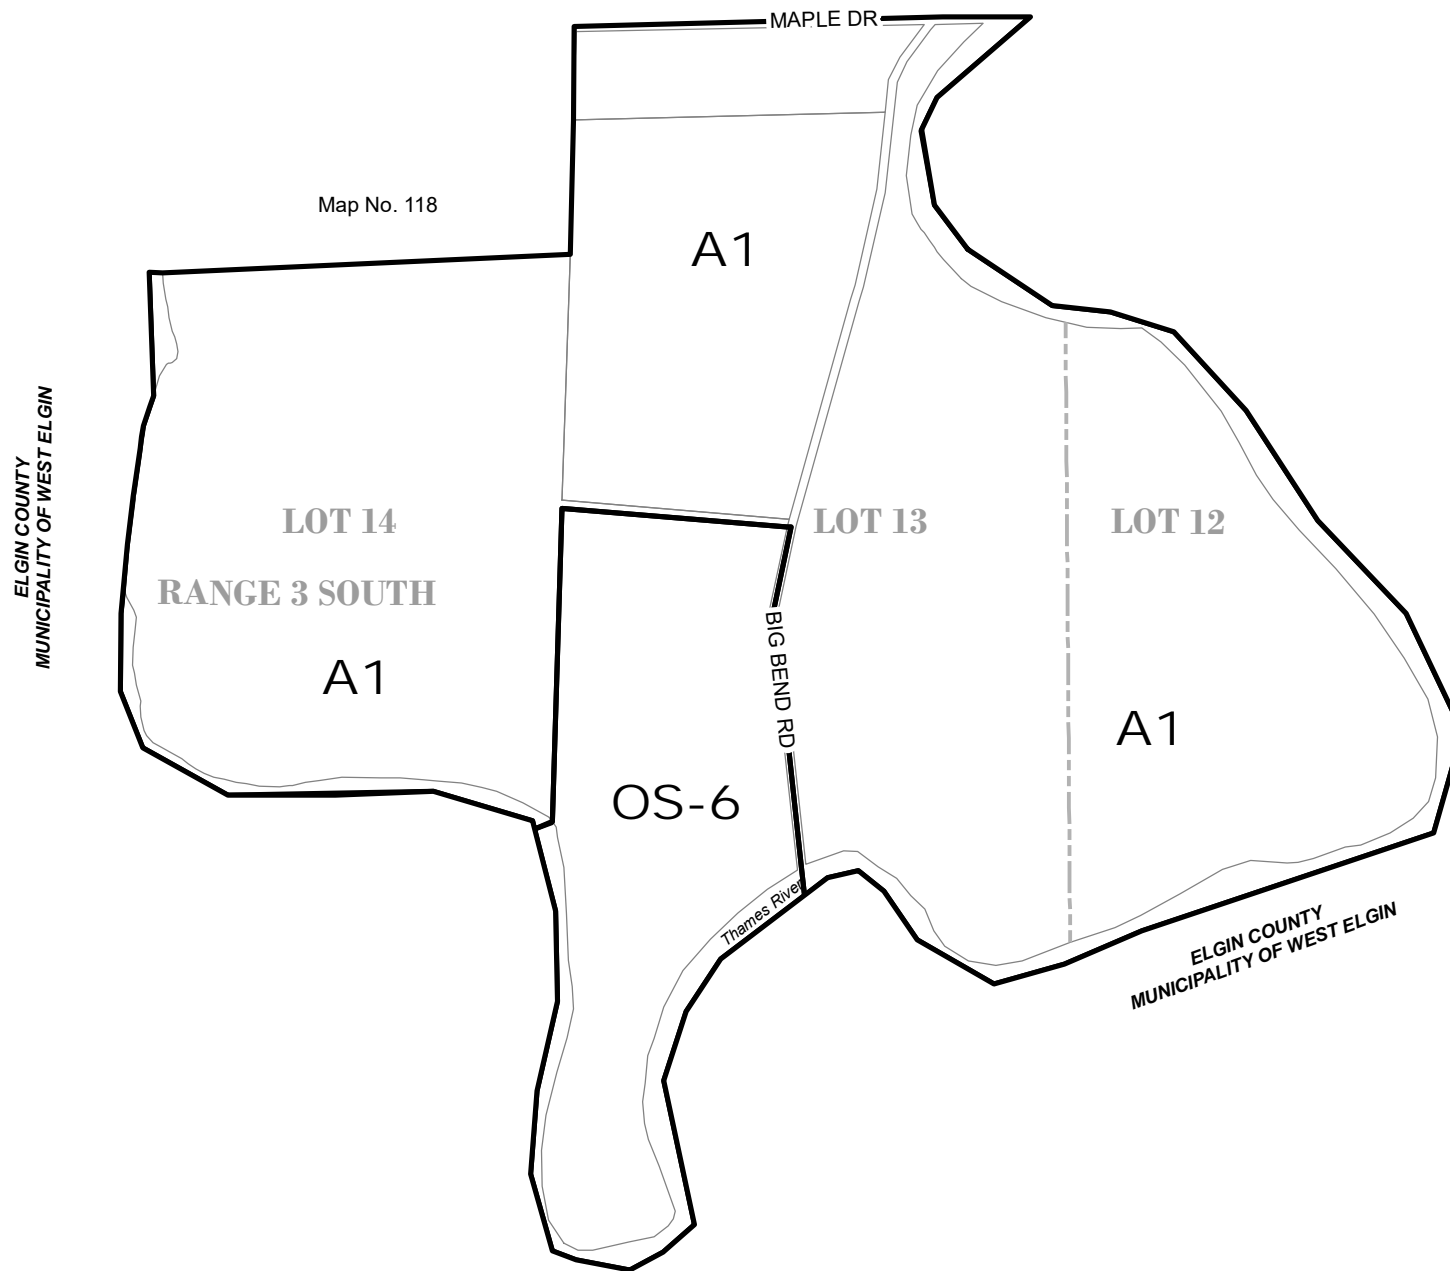 MAPLE DR
Map No. 118
A1
ELGIN COUNTY
MUNICIPALITY OF WEST ELGIN
LOT 14
LOT 13
LOT 12
RANGE 3 SOUTH
A1
BIG BEND RD
A1
OS-6
Thames River
ELGIN COUNTY
MUNICIPALITY OF WEST ELGIN